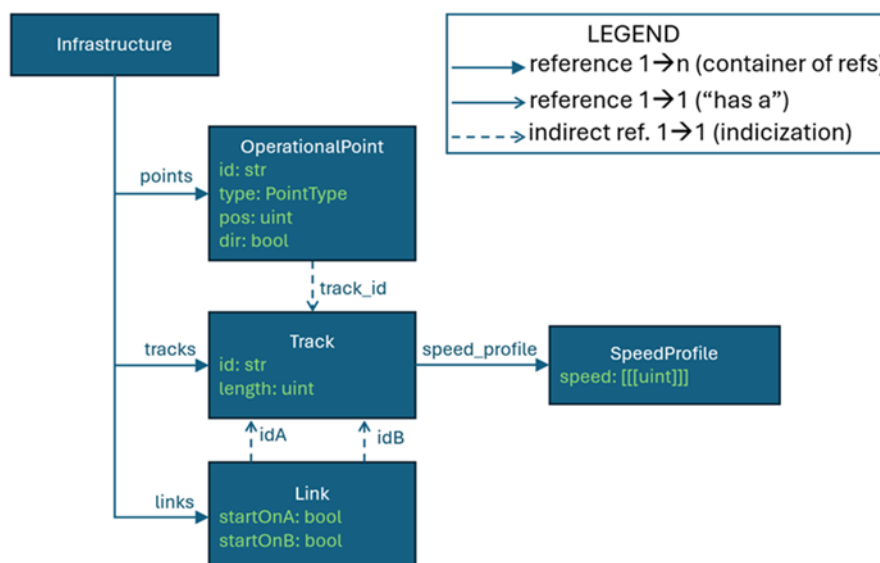 Infrastructure
LEGEND
reference 1→n (container of refs)
reference 1→1 (“has a”)
indirect ref. 1→1 (indicization)
OperationalPoint
id: str
type: PointType
pos: uint
dir: bool
points
track_id
Track
id: str
length: uint
tracks
speed_profile
SpeedProfile
speed: [[[uint]]]
idA
idB
Link
startOnA: bool
startOnB: bool
links